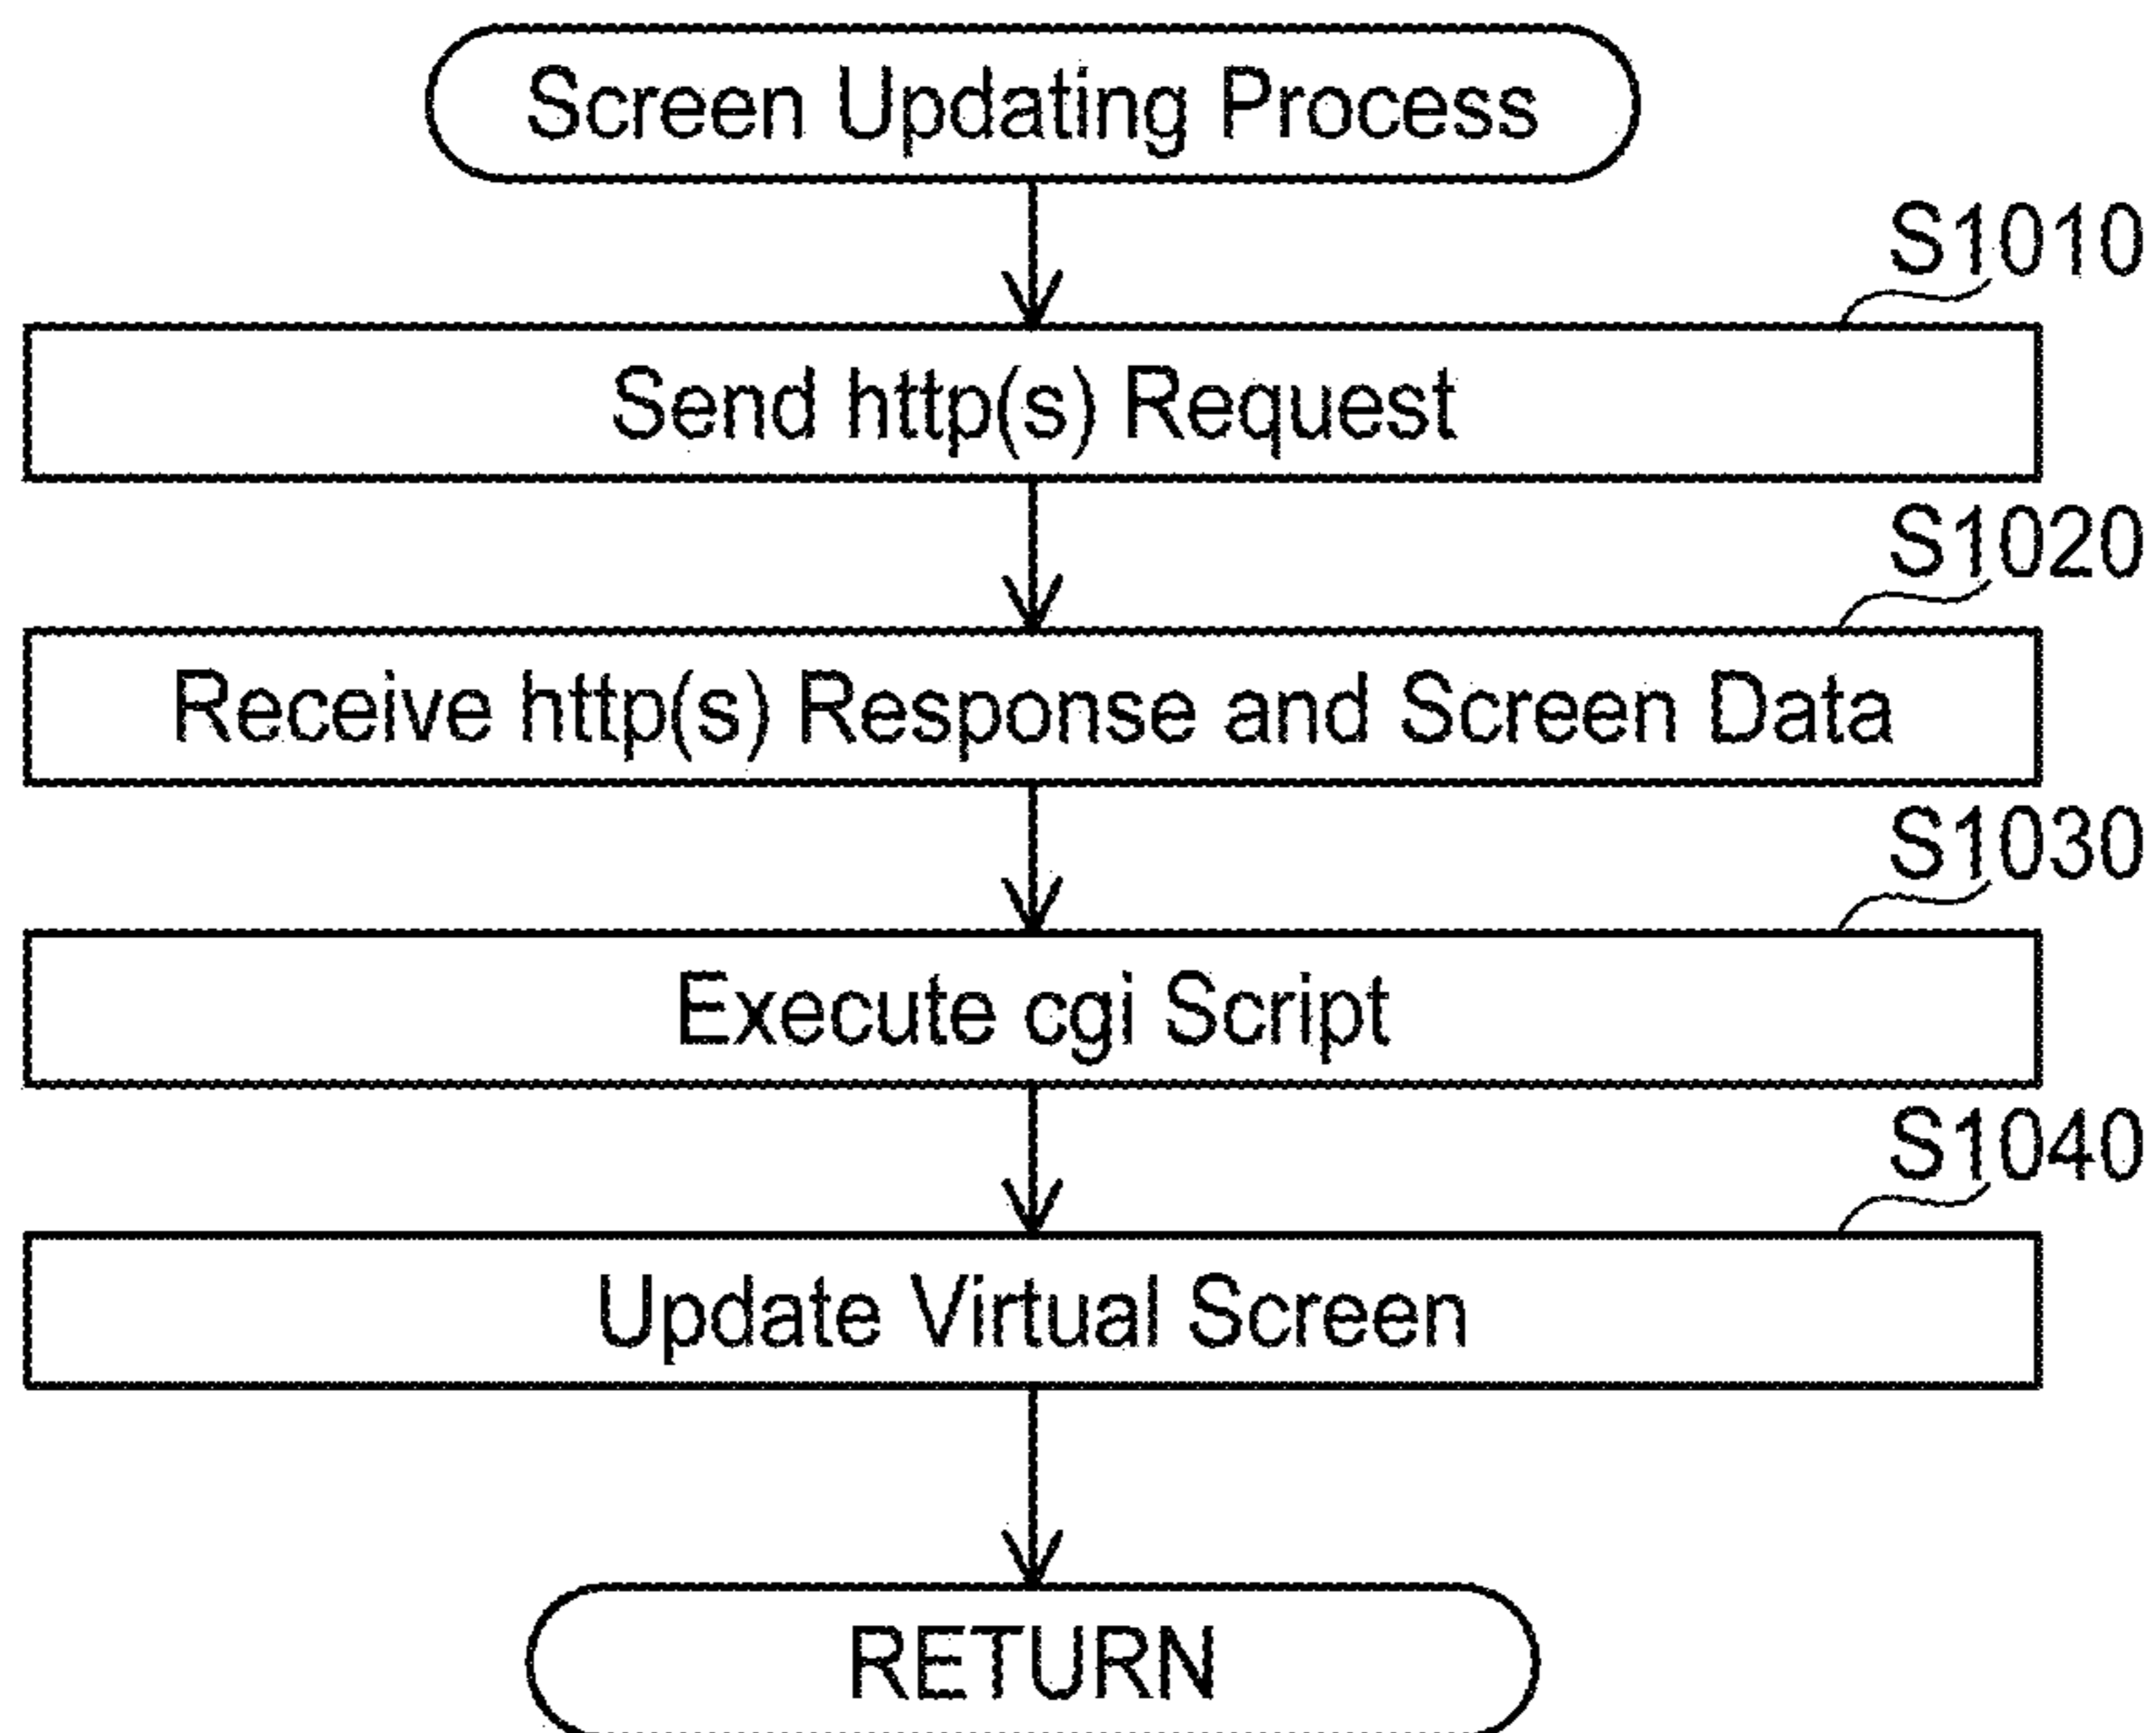 Screen Updating Process
S1010
Send http(s) Request
S1020
Receive http(s) Response and Screen Data
S1030
Execute cgi Script
S1040
Update Virtual Screen
RETURN